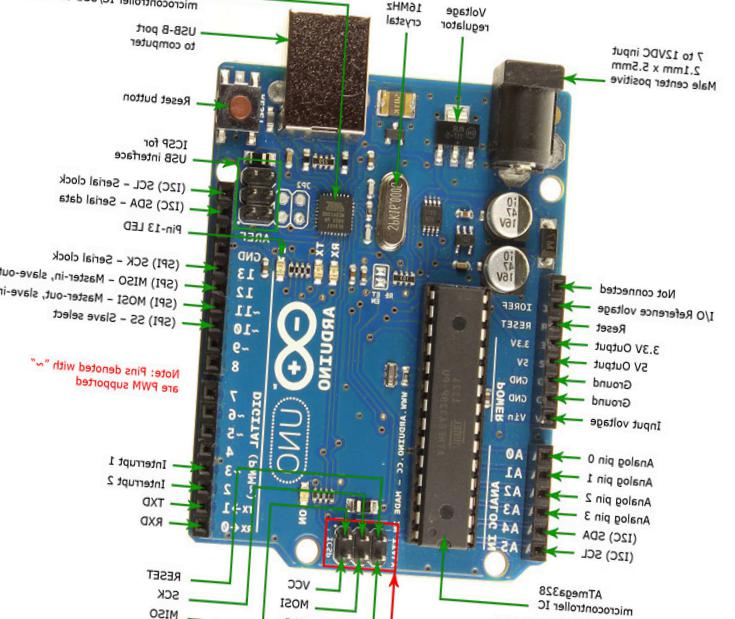 microcontroller IC/USB
USB-B port
to computer
16MHz
crystal
Voltage
regulator
7 to 12VDC input
2.1mm x 5.5mm
Male center positive
Reset button
ICSP for
USB interface
(I2C) SCL – Serial clock
(I2C) SDA – Serial data
Pin-13 LED
(SPI) SCK – Serial clock
(SPI) MISO – Master-in, slave-out
(SPI) MOSI – Master-out, slave-in
(SPI) SS – Slave select
Note: Pins denoted with "~"
are PWM supported
Interrupt 1
Interrupt 2
TXD
RXD
RESET
SCK
MISO
VCC
MOSI
Not connected
I/O Reference voltage
Reset
3.3V Output
5V Output
Ground
Ground
Input voltage
Analog pin 0
Analog pin 1
Analog pin 2
Analog pin 3
(I2C) SDA
(I2C) SCL
ATmega328
microcontroller IC
AREF
GND
13
12
~11
~10
~9
8
7
~6
~5
4
~3
2
TX→1
RX←0
DIGITAL (PWM~)
ARDUINO
UNO
TX
RX
ON
ICSP
IOREF
RESET
3.3V
5V
GND
GND
Vin
POWER
A0
A1
A2
A3
A4
A5
ANALOG IN
WWW.ARDUINO.CC - MADE